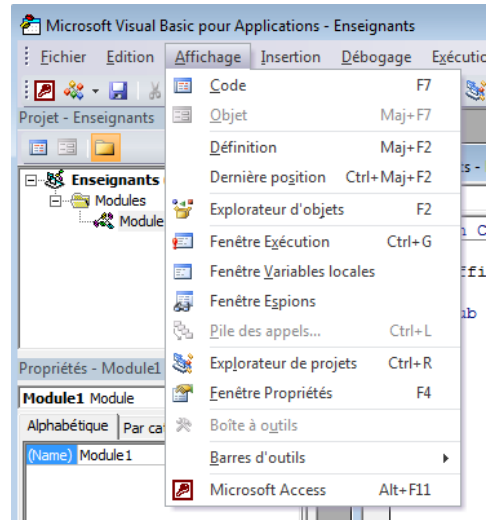 Microsoft Visual Basic pour Applications - Enseignants
Fichier Edition Affichage Insertion Débogage
Projet - Enseignants
Enseignants
Modules
Module
Code F7
Objet Maj+F7
Définition Maj+F2
Dernière position Ctrl+Maj+F2
Explorateur d'objets F2
Fenêtre Exécution Ctrl+G
Fenêtre Variables locales
Fenêtre Espions
Pile des appels... Ctrl+L
Explorateur de projets Ctrl+R
Fenêtre Propriétés F4
Boîte à outils
Barres d'outils
Microsoft Access Alt+F11
Propriétés - Module1
Module1 Module
Alphabétique Par
(Name) Module1